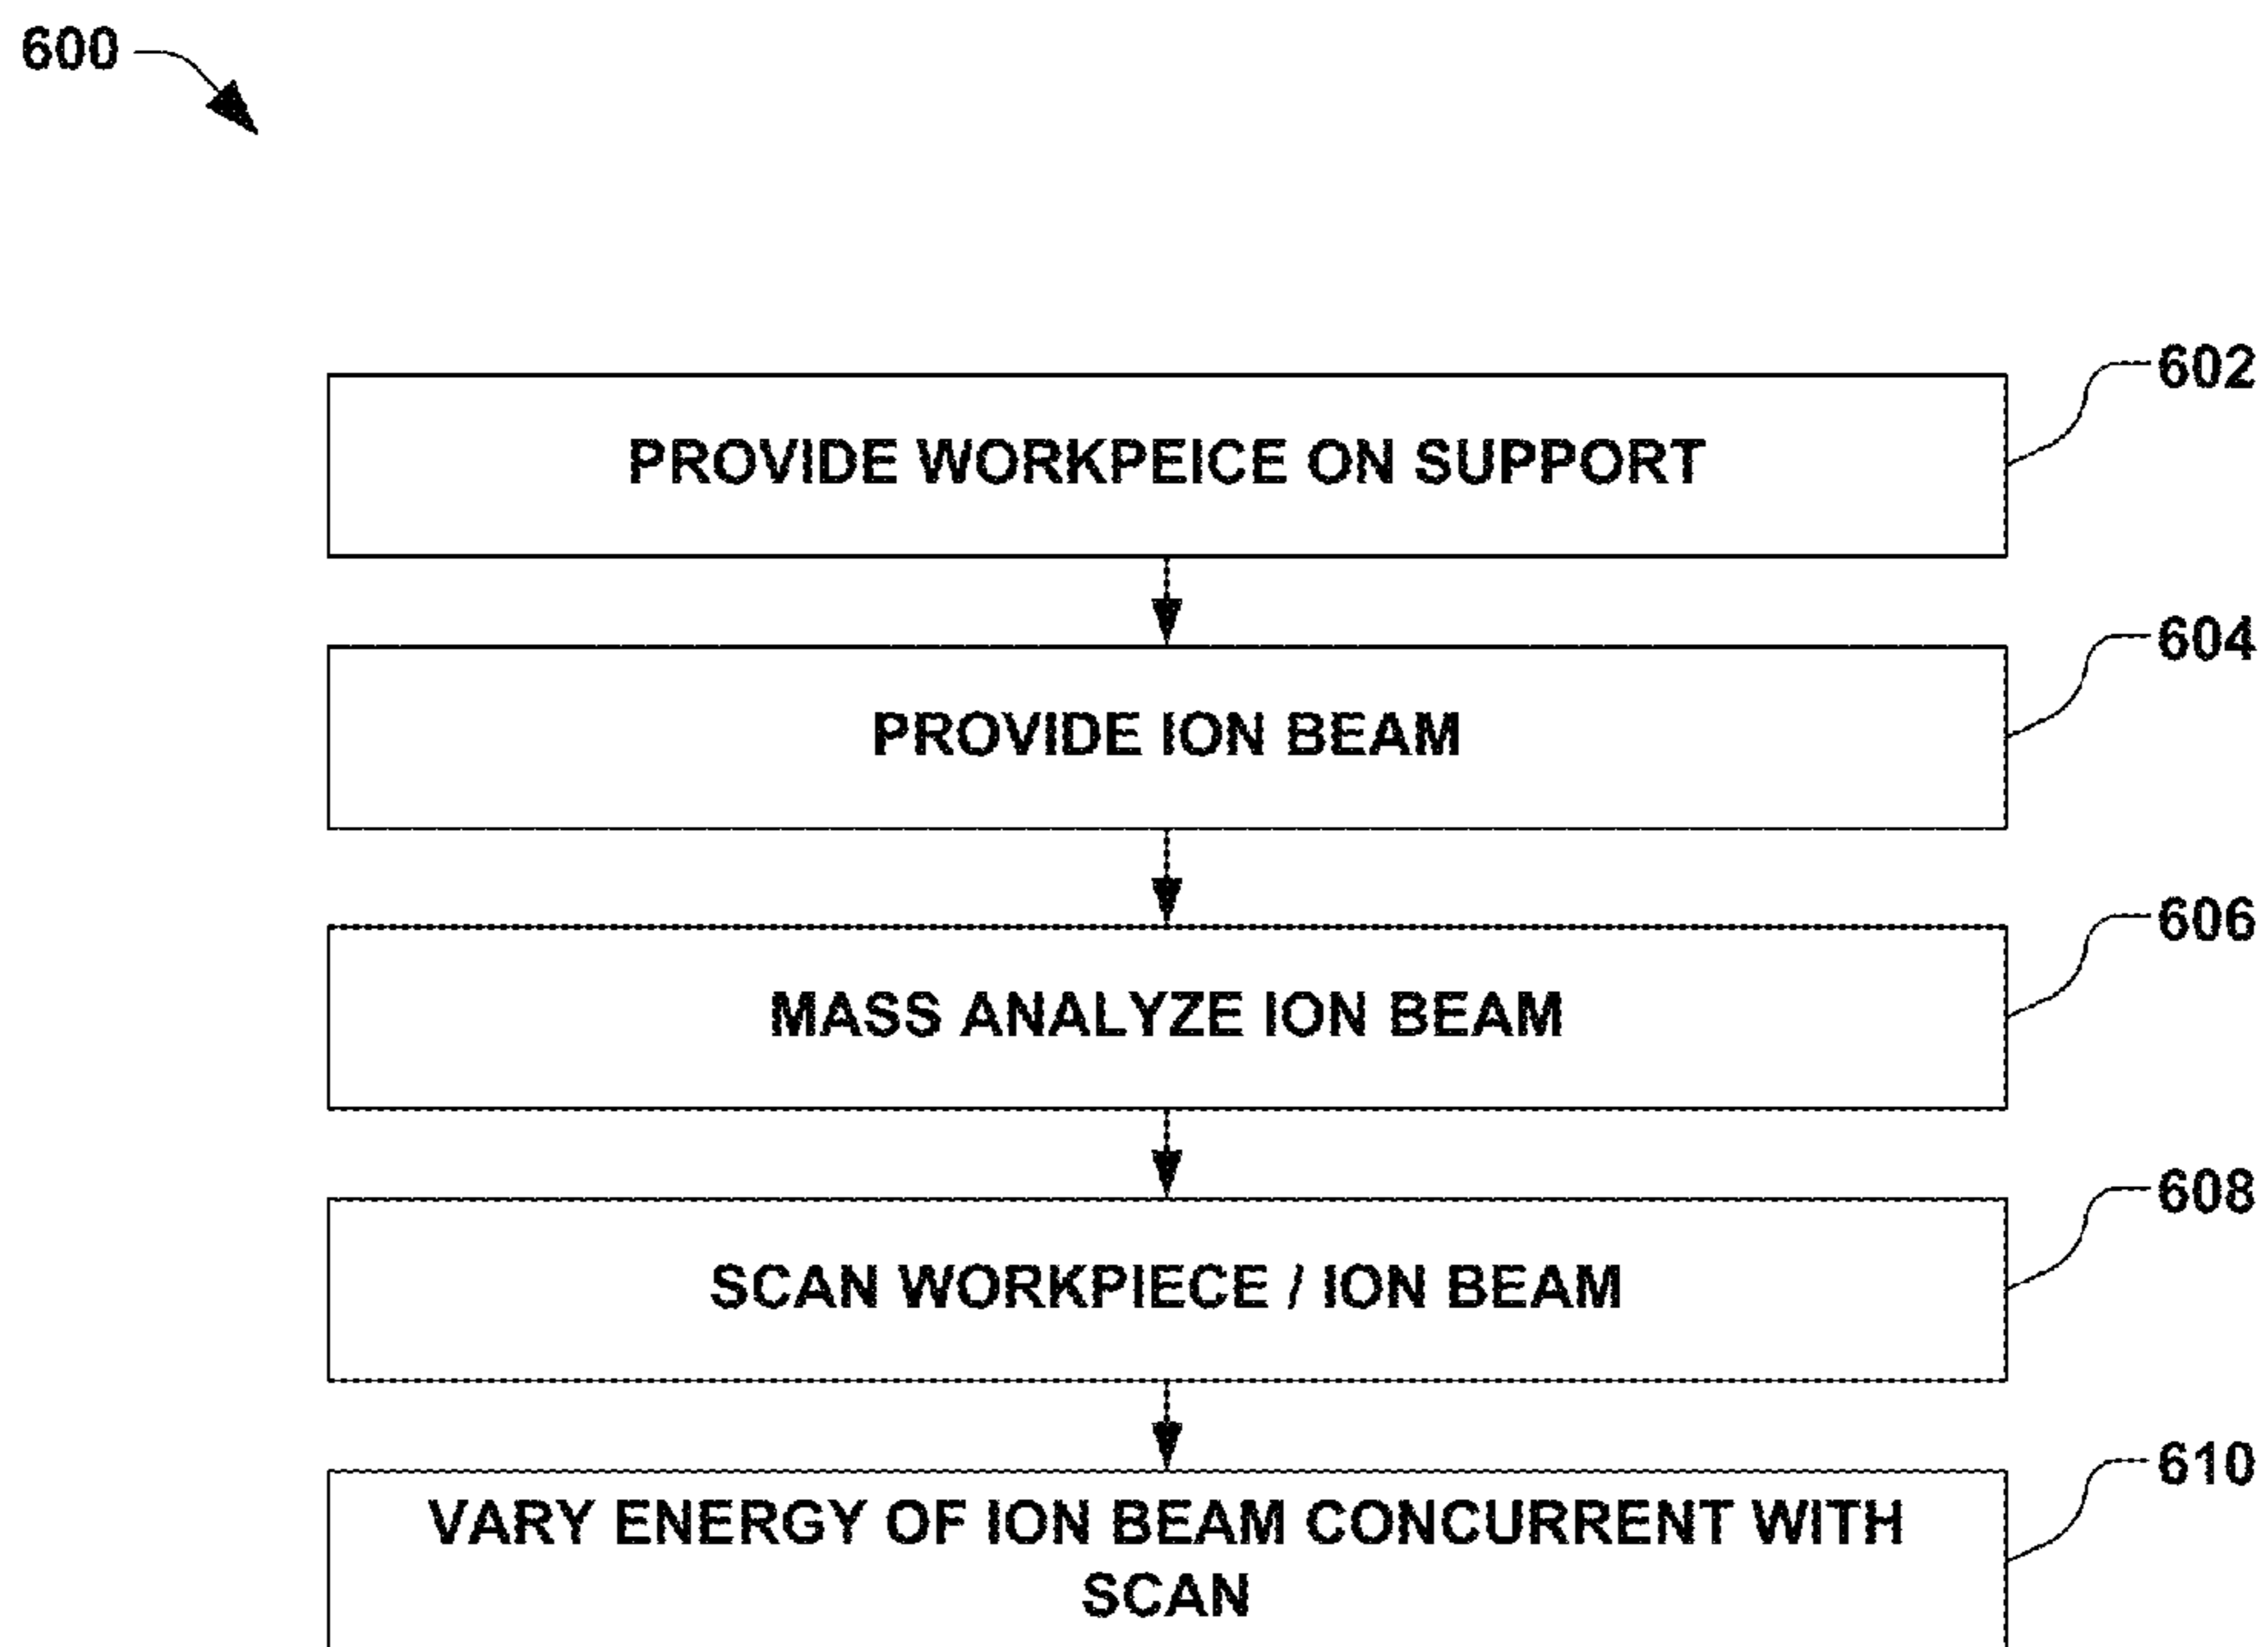 600
602
PROVIDE WORKPEICE ON SUPPORT
604
PROVIDE ION BEAM
606
MASS ANALYZE ION BEAM
608
SCAN WORKPIECE / ION BEAM
610
VARY ENERGY OF ION BEAM CONCURRENT WITH
SCAN